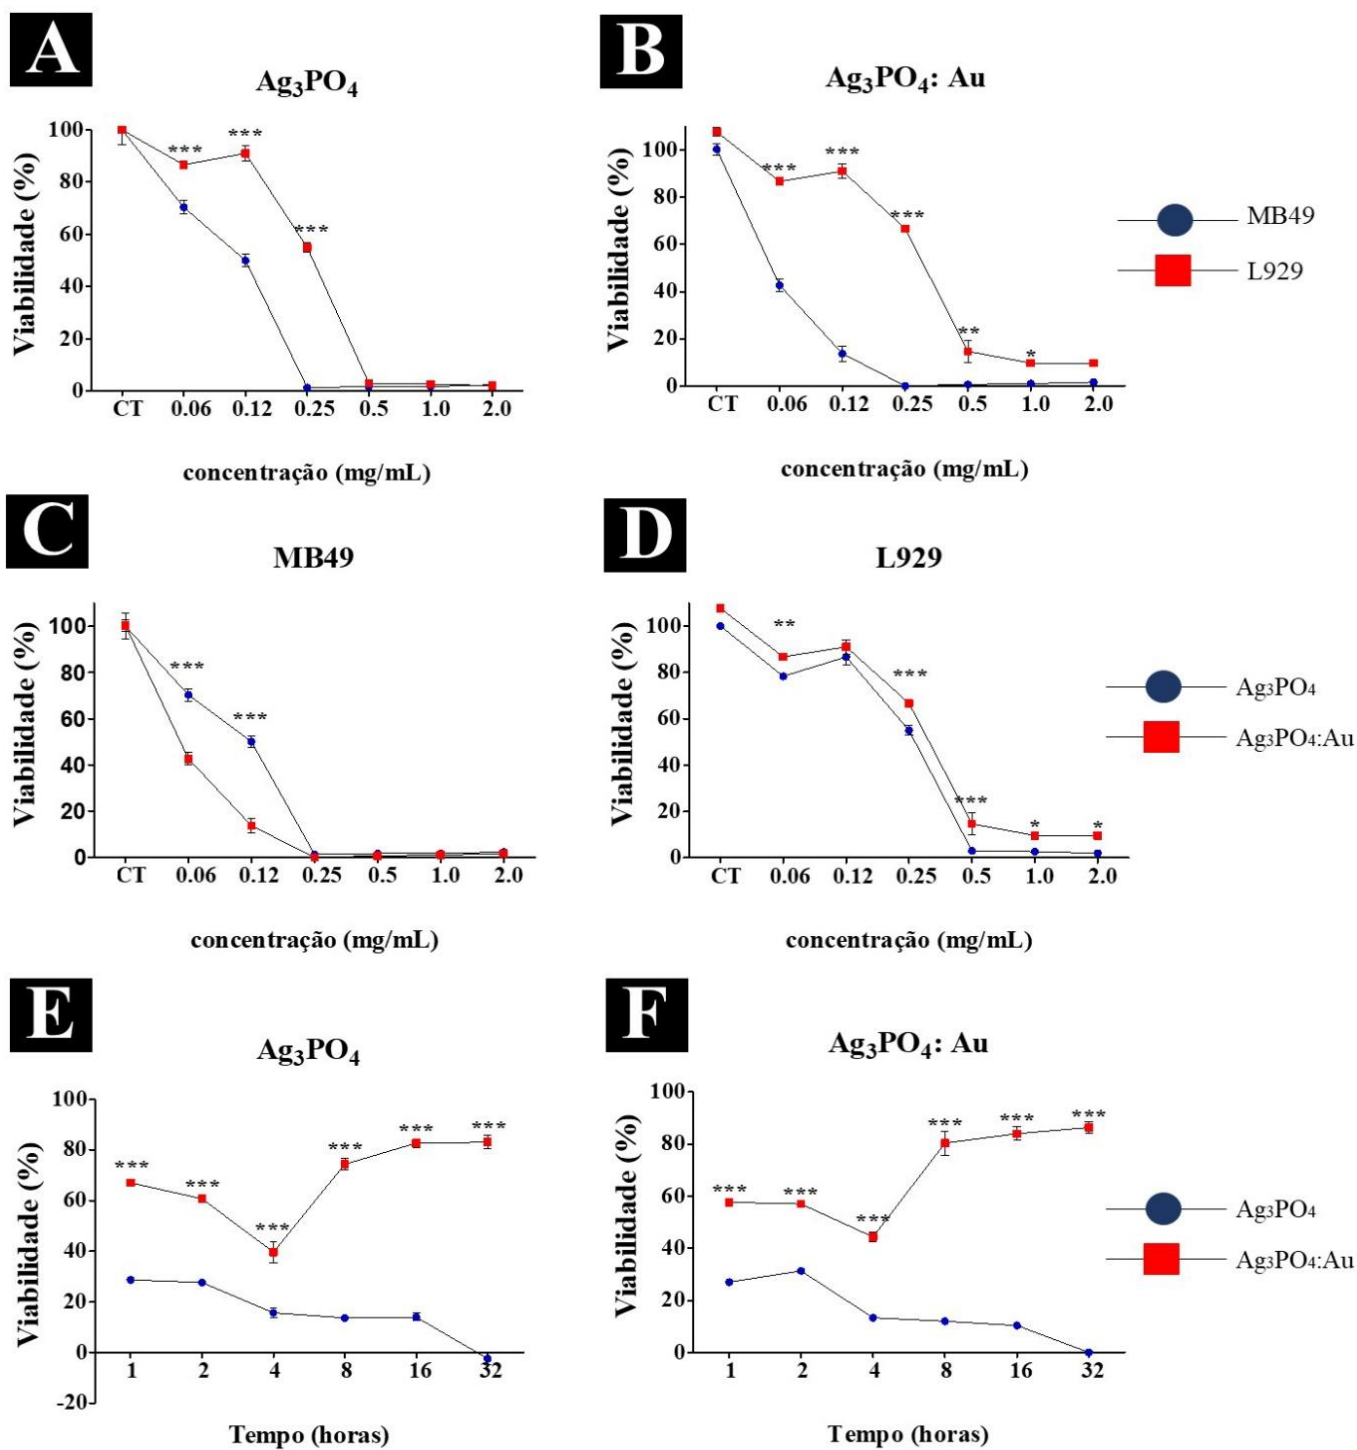 A
Ag₃PO₄
Viabilidade (%)
100
80
60
40
20
0
***
***
***
CT 0.06 0.12 0.25 0.5 1.0 2.0
concentração (mg/mL)
B
Ag₃PO₄: Au
Viabilidade (%)
100
80
60
40
20
0
***
***
***
**
*
CT 0.06 0.12 0.25 0.5 1.0 2.0
concentração (mg/mL)
MB49
L929
C
MB49
Viabilidade (%)
100
80
60
40
20
0
***
***
CT 0.06 0.12 0.25 0.5 1.0 2.0
concentração (mg/mL)
D
L929
Viabilidade (%)
100
80
60
40
20
0
**
***
***
*
*
CT 0.06 0.12 0.25 0.5 1.0 2.0
concentração (mg/mL)
Ag₃PO₄
Ag₃PO₄:Au
E
Ag₃PO₄
Viabilidade (%)
100
80
60
40
20
0
-20
***
***
***
***
***
***
1 2 4 8 16 32
Tempo (horas)
F
Ag₃PO₄: Au
Viabilidade (%)
100
80
60
40
20
0
***
***
***
***
***
***
1 2 4 8 16 32
Tempo (horas)
Ag₃PO₄
Ag₃PO₄:Au